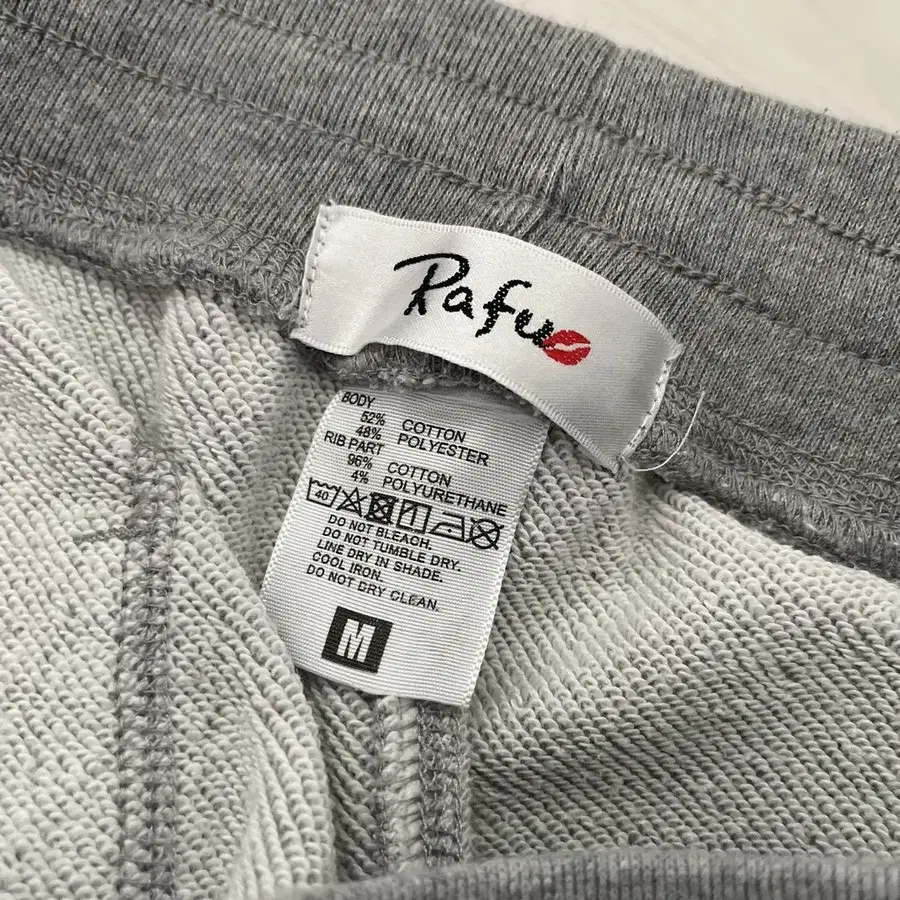 Rafu
BODY
52% COTTON
48% POLYESTER
RIB PART
96% COTTON
4% POLYURETHANE
40
DO NOT BLEACH.
DO NOT TUMBLE DRY.
LINE DRY IN SHADE.
COOL IRON.
DO NOT DRY CLEAN.
M